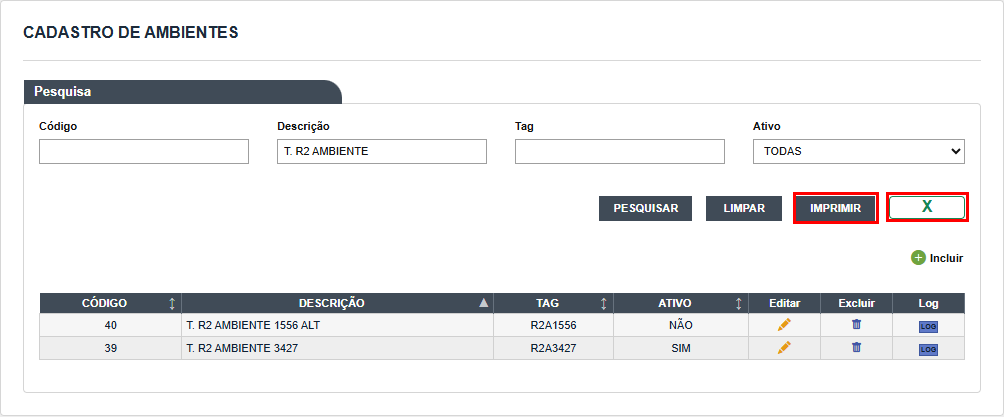 CADASTRO DE AMBIENTES
Pesquisa
Código Descrição Tag Ativo
T. R2 AMBIENTE TODAS
PESQUISAR LIMPAR IMPRIMIR X
Incluir
CÓDIGO DESCRIÇÃO TAG ATIVO Editar Excluir Log
40 T. R2 AMBIENTE 1556 ALT R2A1556 NÃO LOG
39 T. R2 AMBIENTE 3427 R2A3427 SIM LOG